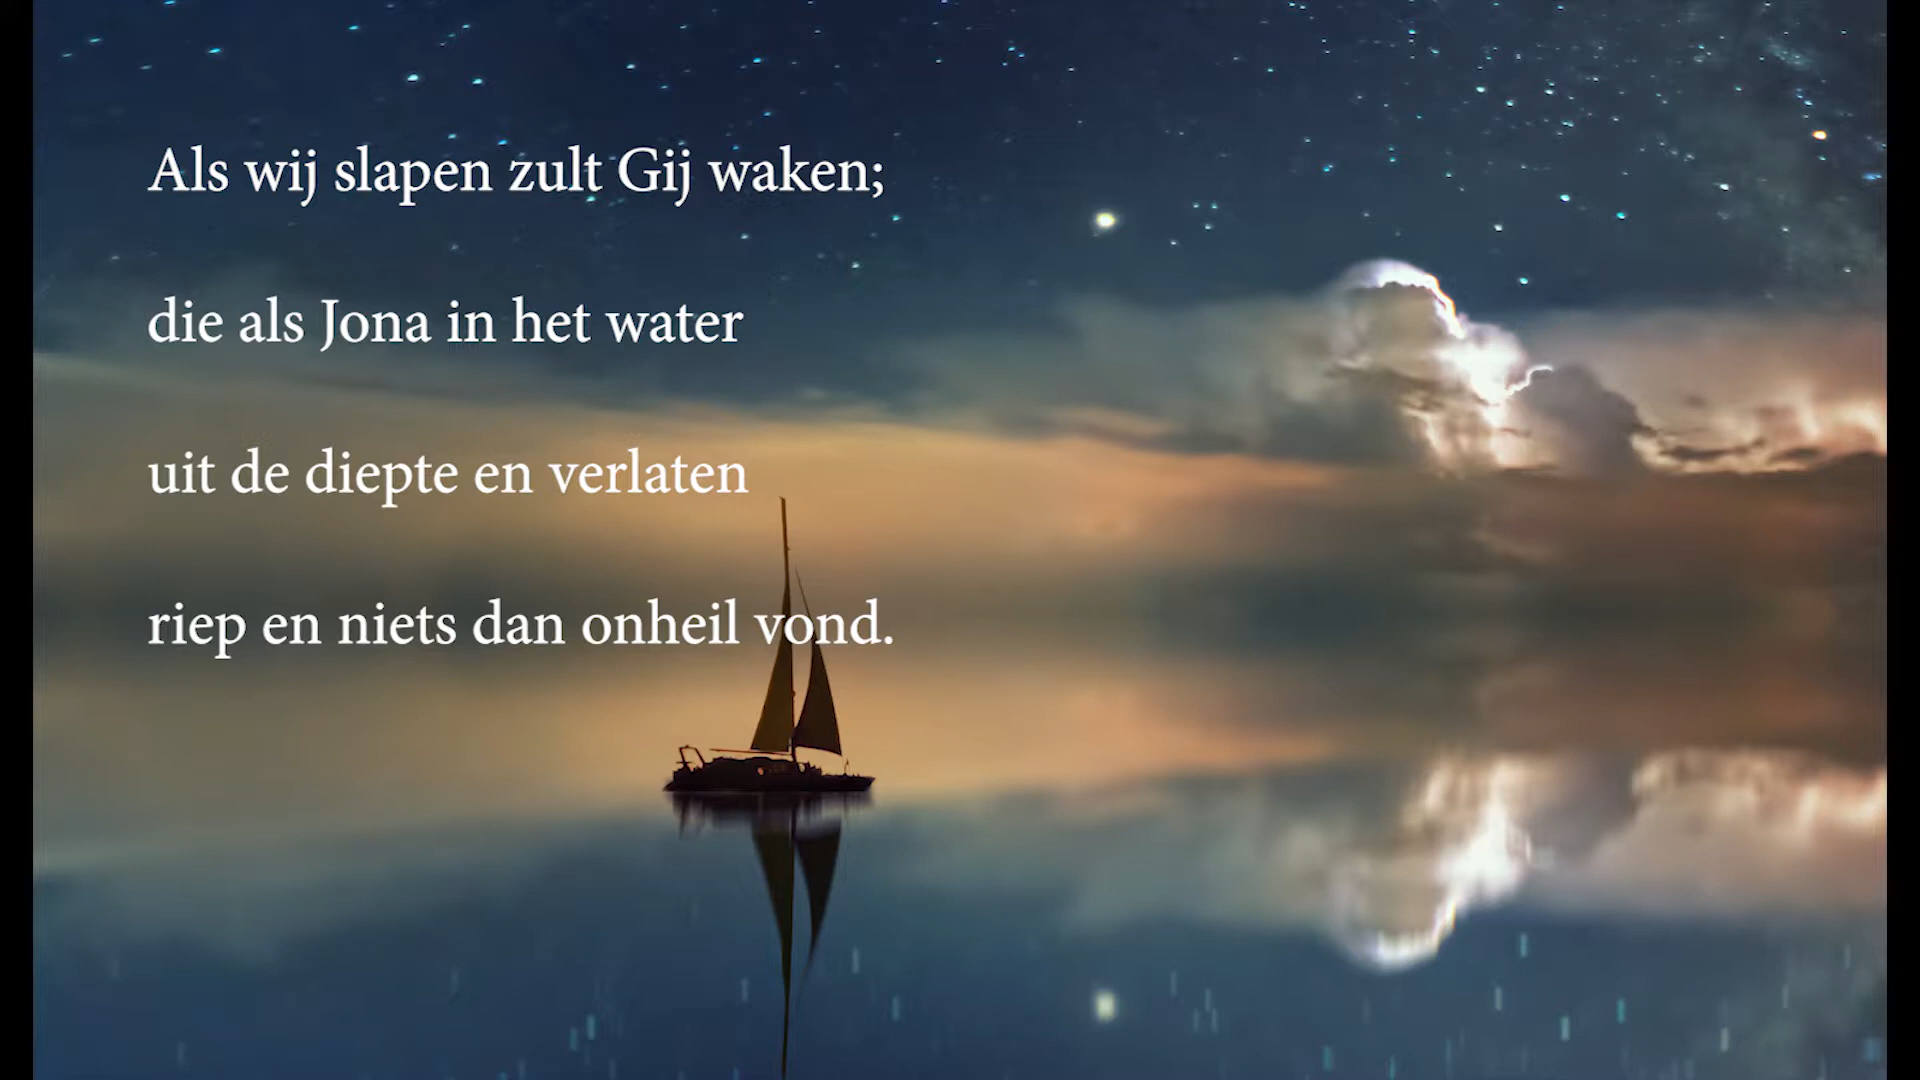 Als wij slapen zult Gij waken;
die als Jona in het water
uit de diepte en verlaten
riep en niets dan onheil vond.